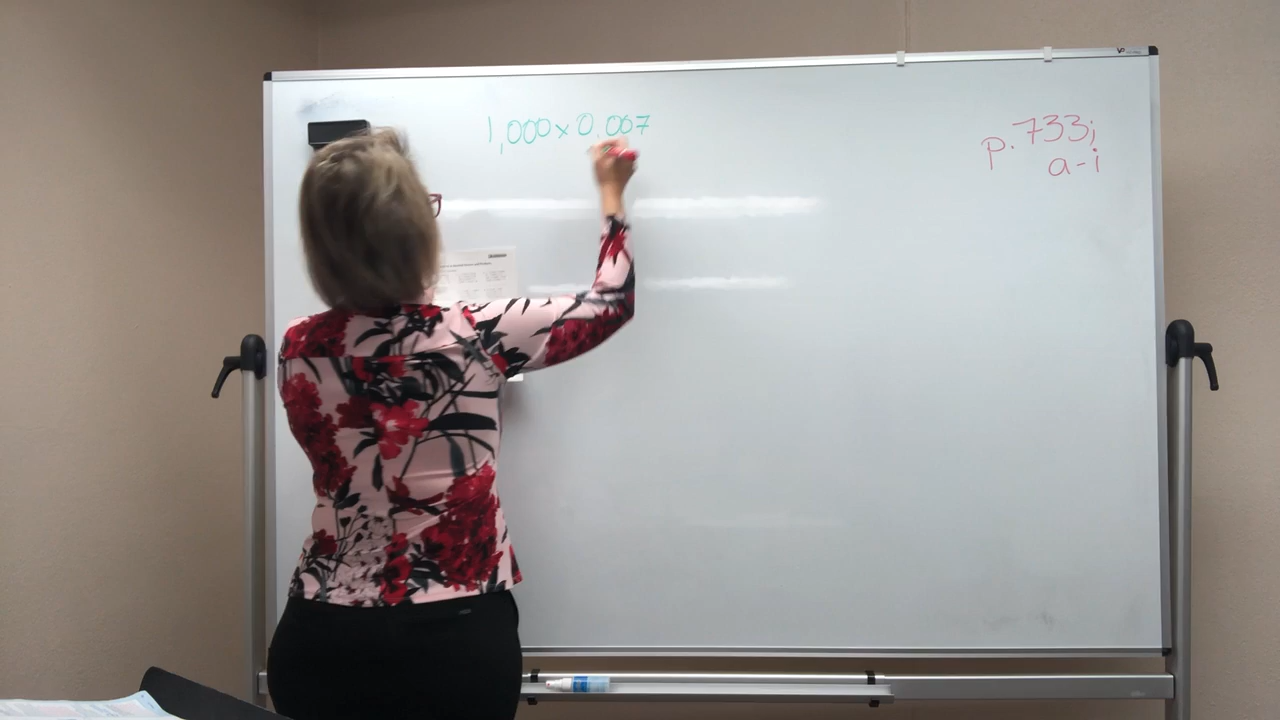 1,000 x 0.007
p. 733;
a-i